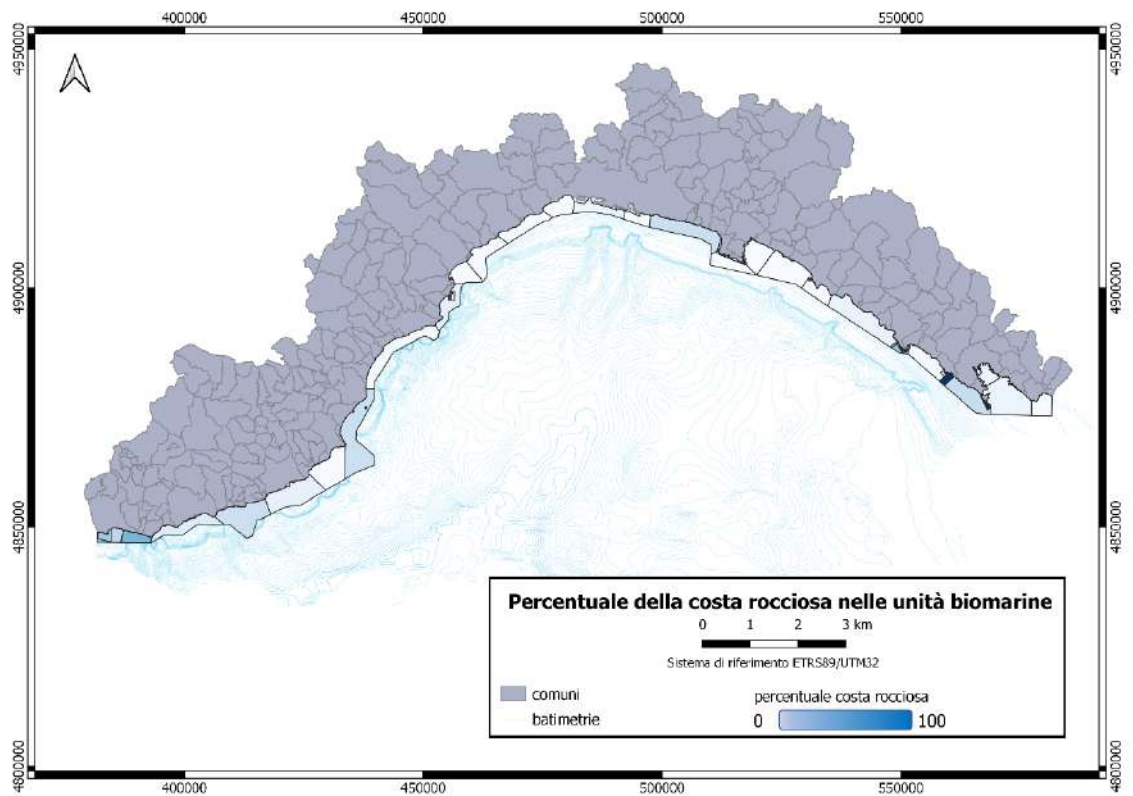 400000 450000 500000 550000
4950000 4950000
4900000 4900000
4850000 4850000
Percentuale della costa rocciosa nelle unità biomarine
0 1 2 3 km
Sistema di riferimento ETRS89/UTM32
comuni
batimetrie
percentuale costa rocciosa
0 100
4800000 4800000
400000 450000 500000 550000